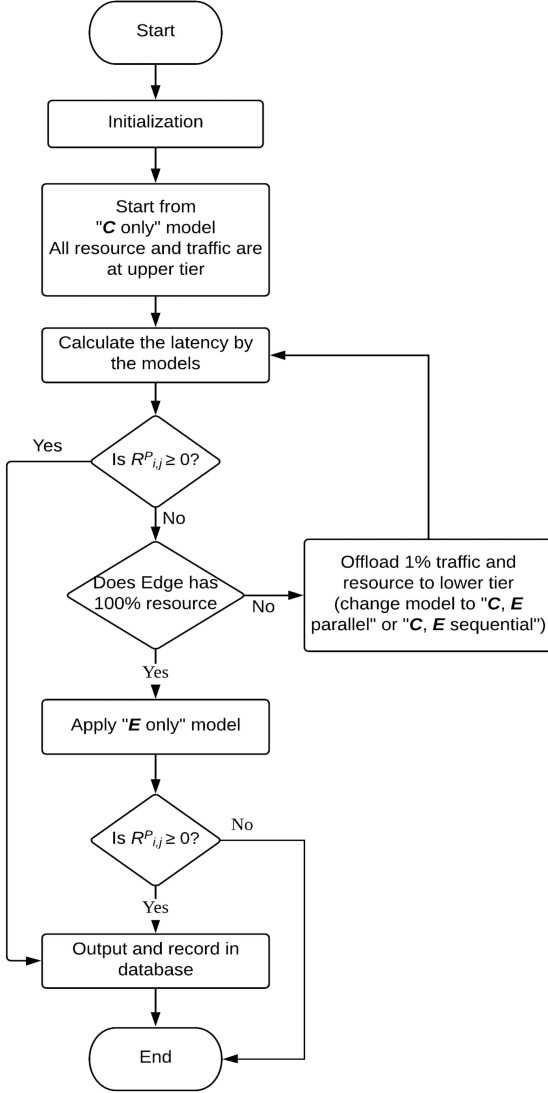 Start
Initialization
Start from
"C only" model
All resource and traffic are
at upper tier
Calculate the latency by
the models
Yes
Is R^P_{i,j} ≥ 0?
No
Does Edge has
100% resource
No
Offload 1% traffic and
resource to lower tier
(change model to "C, E
parallel" or "C, E sequential")
Yes
Apply "E only" model
Is R^P_{i,j} ≥ 0?
No
Yes
Output and record in
database
End